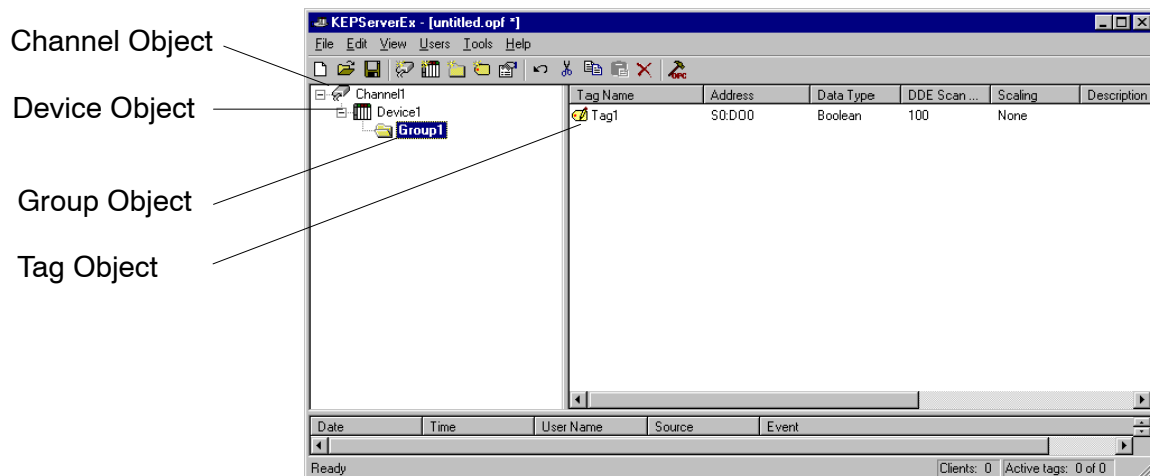 Channel Object
Device Object
Group Object
Tag Object
KEPServerEx - [untitled.opf *]
File Edit View Users Tools Help
OPC
Channel1
Device1
Group1
Tag Name Address Data Type DDE Scan ... Scaling Description
Tag1 S0:DO0 Boolean 100 None
Date Time User Name Source Event
Ready Clients: 0 Active tags: 0 of 0